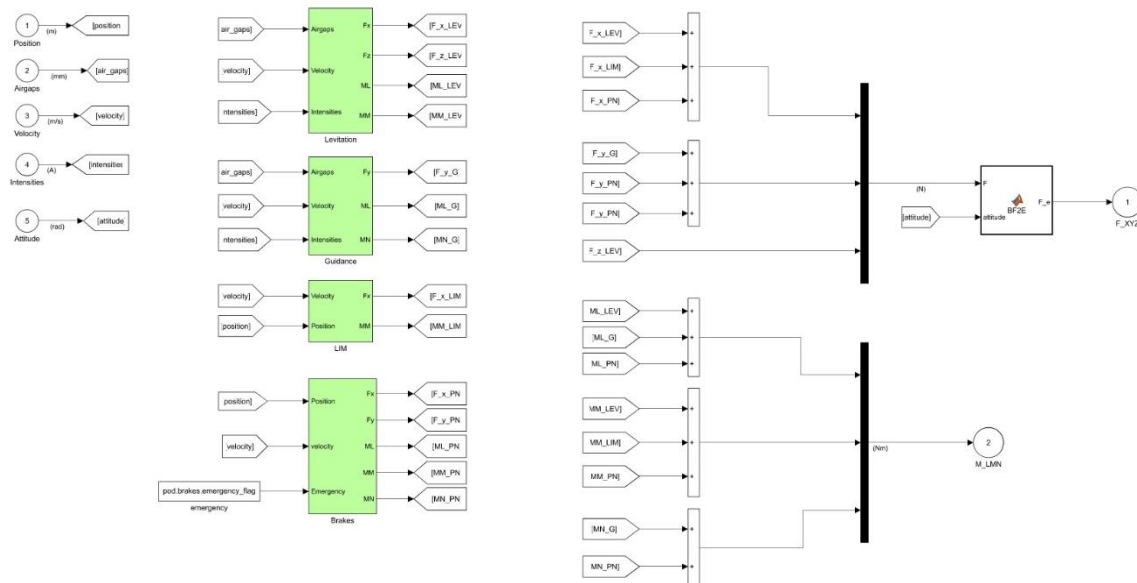 1
[position
Position
(m)
2
[air_gaps]
Airgaps
(mm)
3
[velocity]
Velocity
(m/s)
4
[intensities
Intensities
(A)
5
[attitude]
Attitude
(rad)
air_gaps]
Airgaps
Fx
[F_x_LEV
Fz
[F_z_LEV
[velocity]
Velocity
ML
[ML_LEV
ntensities]
Intensities
MM
[MM_LEV
Levitation
air_gaps]
Airgaps
Fy
[F_y_G
[velocity]
Velocity
ML
[ML_G]
ntensities]
Intensities
MN
[MN_G]
Guidance
[velocity]
Velocity
Fx
[F_x_LIM
[position]
Position
MM
[MM_LIM
LIM
position]
Position
Fx
[F_x_PN
Fy
[F_y_PN
[velocity]
velocity
ML
[ML_PN
MM
[MM_PN
pod.brakes.emergency_flag
Emergency
MN
[MN_PN
emergency
Brakes
F_x_LEV]
+
F_x_LIM]
+
F_x_PN]
+
F_y_G]
+
F_y_PN]
+
F_y_PN]
+
F_z_LEV]
(N)
F
F_e
BF2E
[attitude]
attitude
1
F_XYZ
ML_LEV]
+
[ML_G]
+
ML_PN]
+
MM_LEV]
+
MM_LIM]
+
MM_PN]
+
[MN_G]
+
MN_PN]
+
(Nm)
2
M_LMN